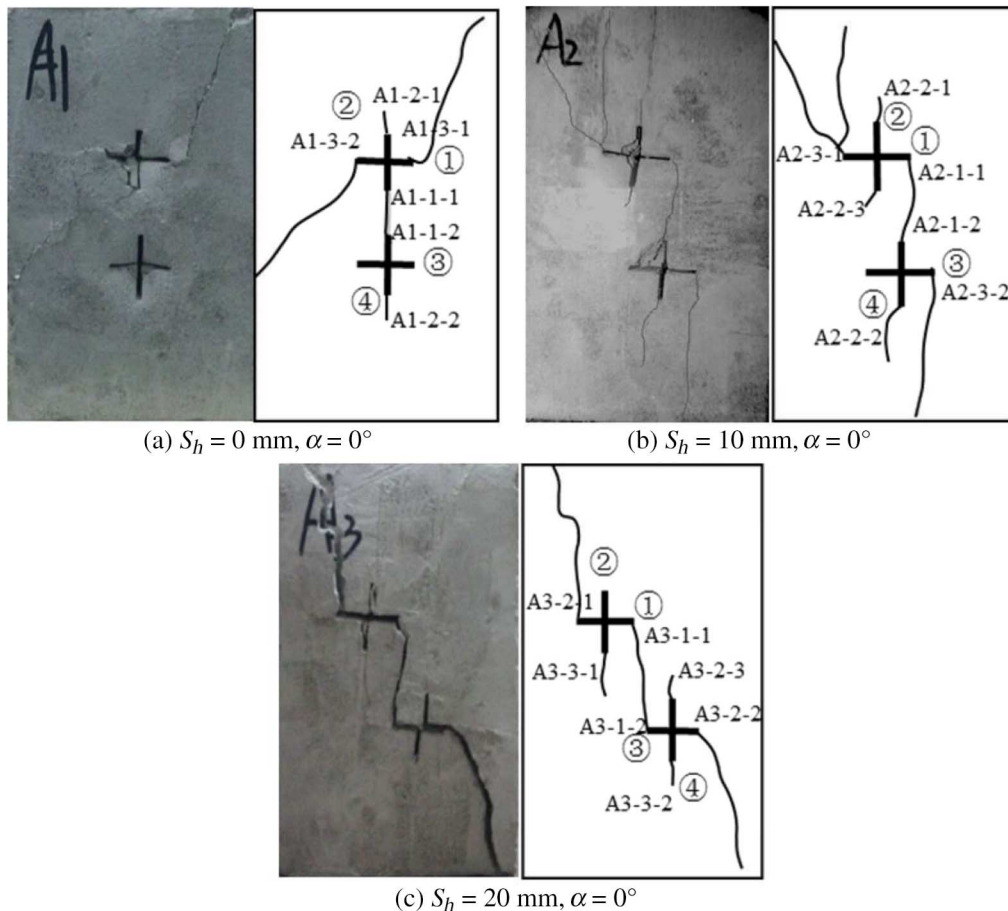 A1
②
A1-2-1
A1-3-2
A1-3-1
①
A1-1-1
A1-1-2
③
④
A1-2-2
(a) Sₕ = 0 mm, α = 0°
A2
A2-2-1
②
①
A2-3-1
A2-1-1
A2-2-3
A2-1-2
③
④
A2-3-2
A2-2-2
(b) Sₕ = 10 mm, α = 0°
A3
②
A3-2-1
①
A3-1-1
A3-3-1
A3-2-3
A3-1-2
A3-2-2
③
④
A3-3-2
(c) Sₕ = 20 mm, α = 0°